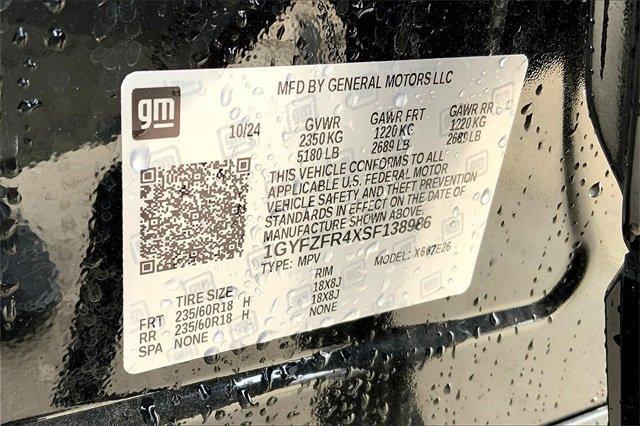 MFD BY GENERAL MOTORS LLC
gm
10/24 GVWR GAWR FRT GAWR RR
2350 KG 1220 KG 1220 KG
5180 LB 2689 LB 2689 LB
THIS VEHICLE CONFORMS TO ALL
APPLICABLE U.S. FEDERAL MOTOR
VEHICLE SAFETY AND THEFT PREVENTION
STANDARDS IN EFFECT ON THE DATE OF
MANUFACTURE SHOWN ABOVE.
1GYFZFR4XSF138986
TYPE: MPV MODEL:
TIRE SIZE RIM
FRT 235/60R18 H 18X8J
RR 235/60R18 H 18X8J
SPA NONE NONE